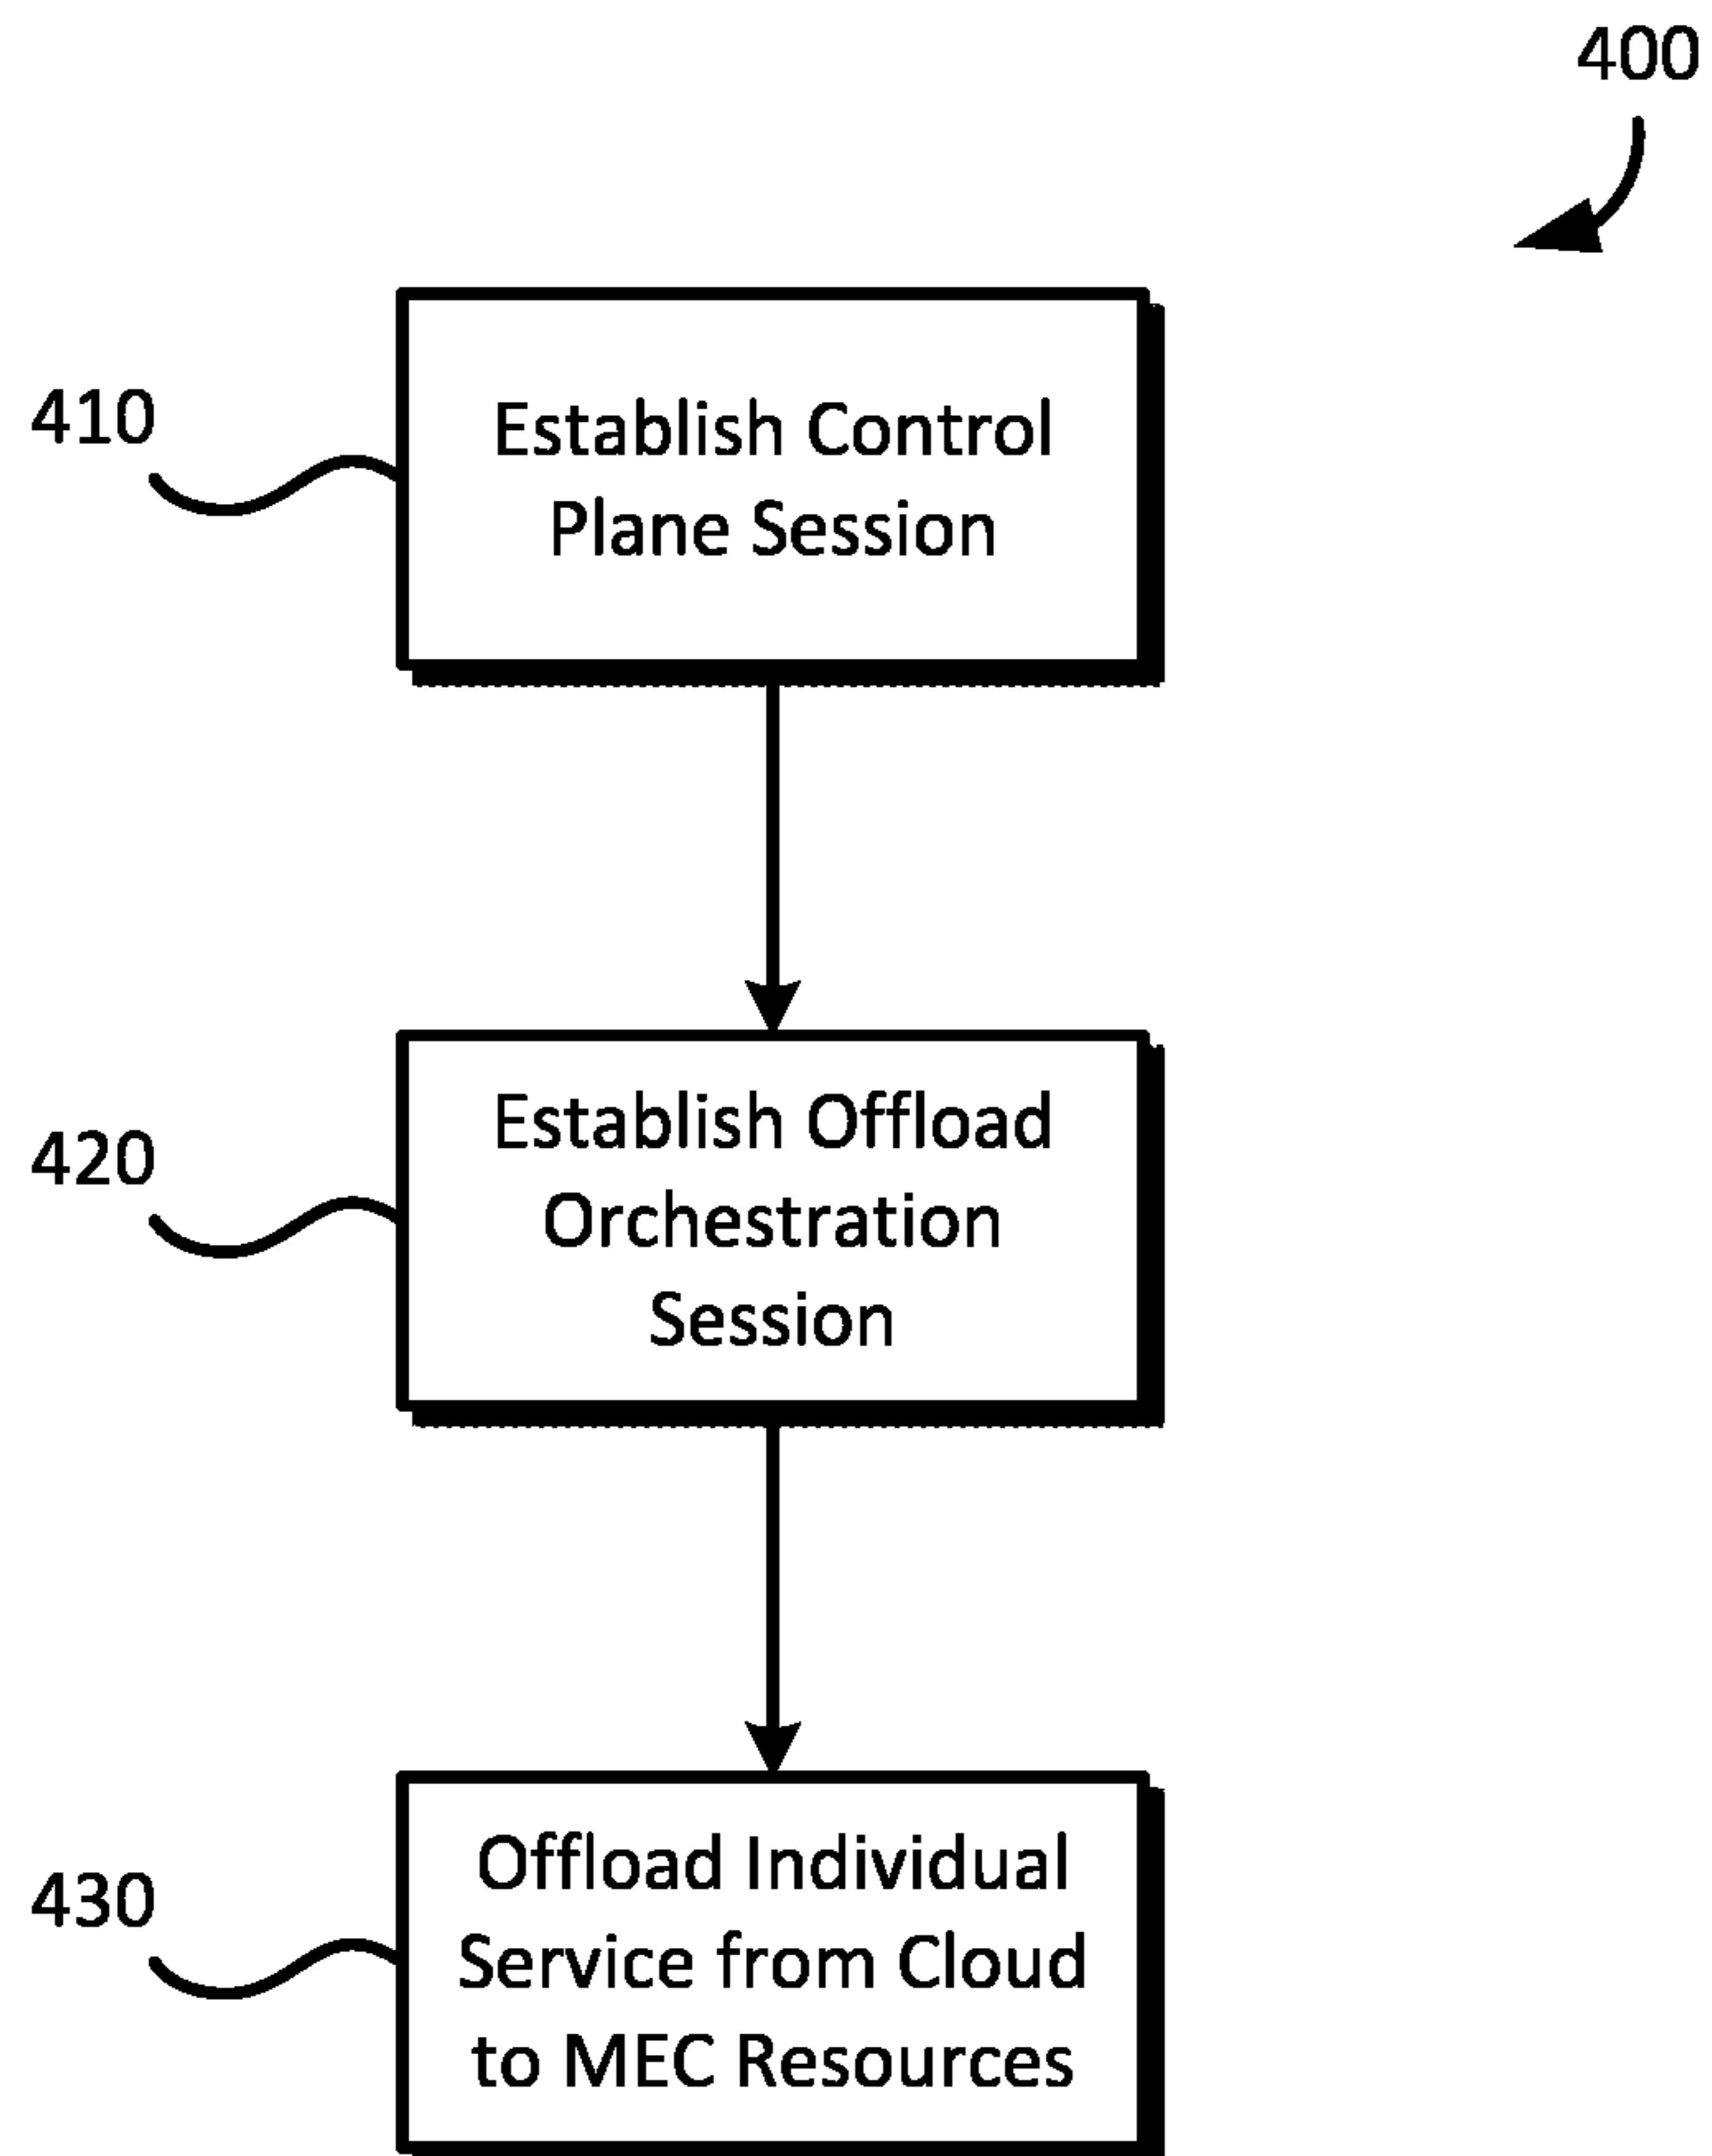 400
410
Establish Control
Plane Session
420
Establish Offload
Orchestration
Session
430
Offload Individual
Service from Cloud
to MEC Resources